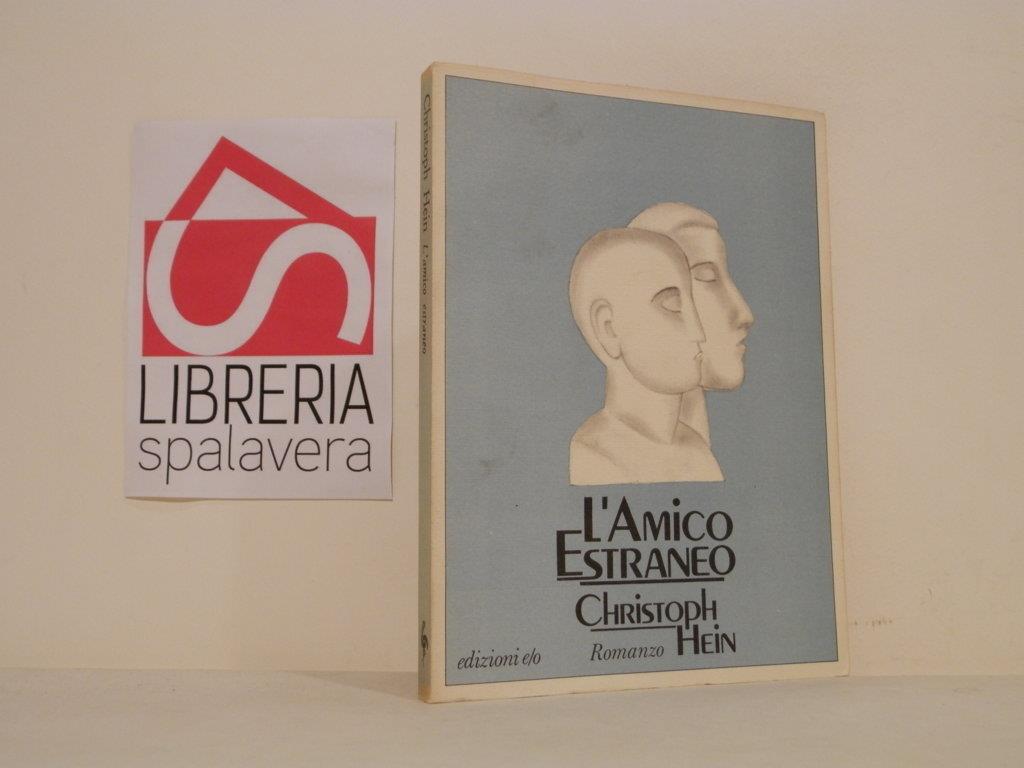 LIBRERIA
spalavera
Christoph Hein L'amico estraneo
L'AMICO
ESTRANEO
CHRISTOPH
HEIN
Romanzo
edizioni e/o